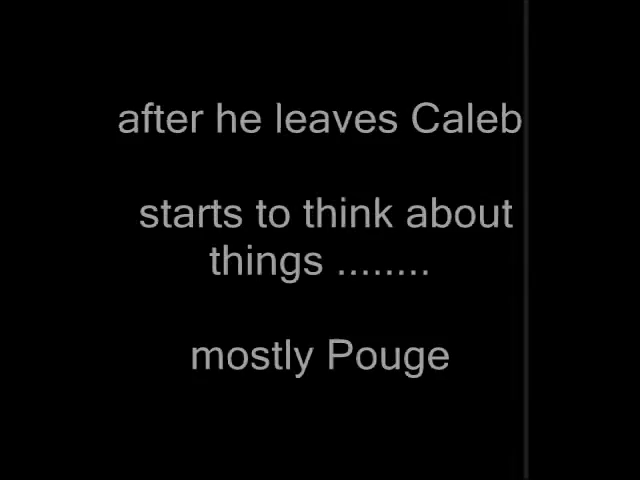 after he leaves Caleb
starts to think about
things ........
mostly Pouge